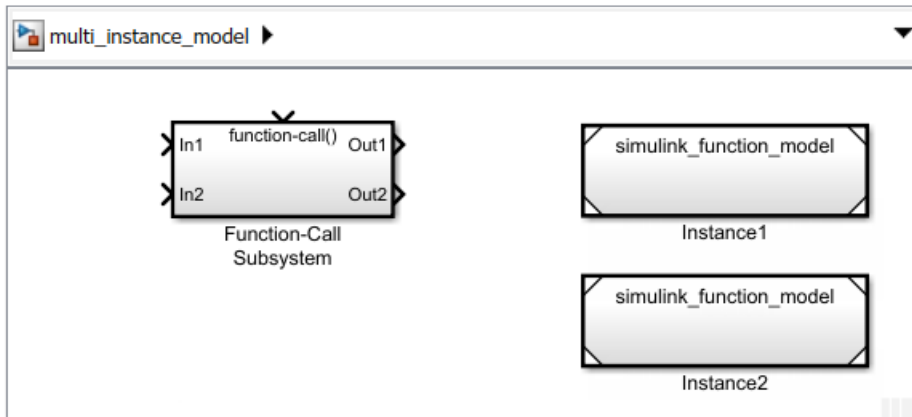 multi_instance_model
function-call()
In1 Out1
In2 Out2
Function-Call
Subsystem
simulink_function_model
Instance1
simulink_function_model
Instance2